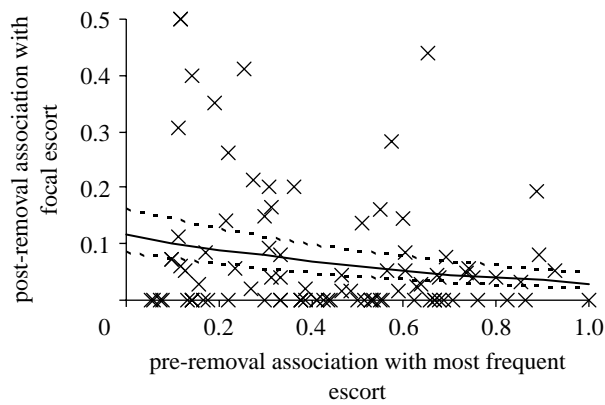 post-removal association with
focal escort
0.5
0.4
0.3
0.2
0.1
0
0.2
0.4
0.6
0.8
1.0
pre-removal association with most frequent
escort